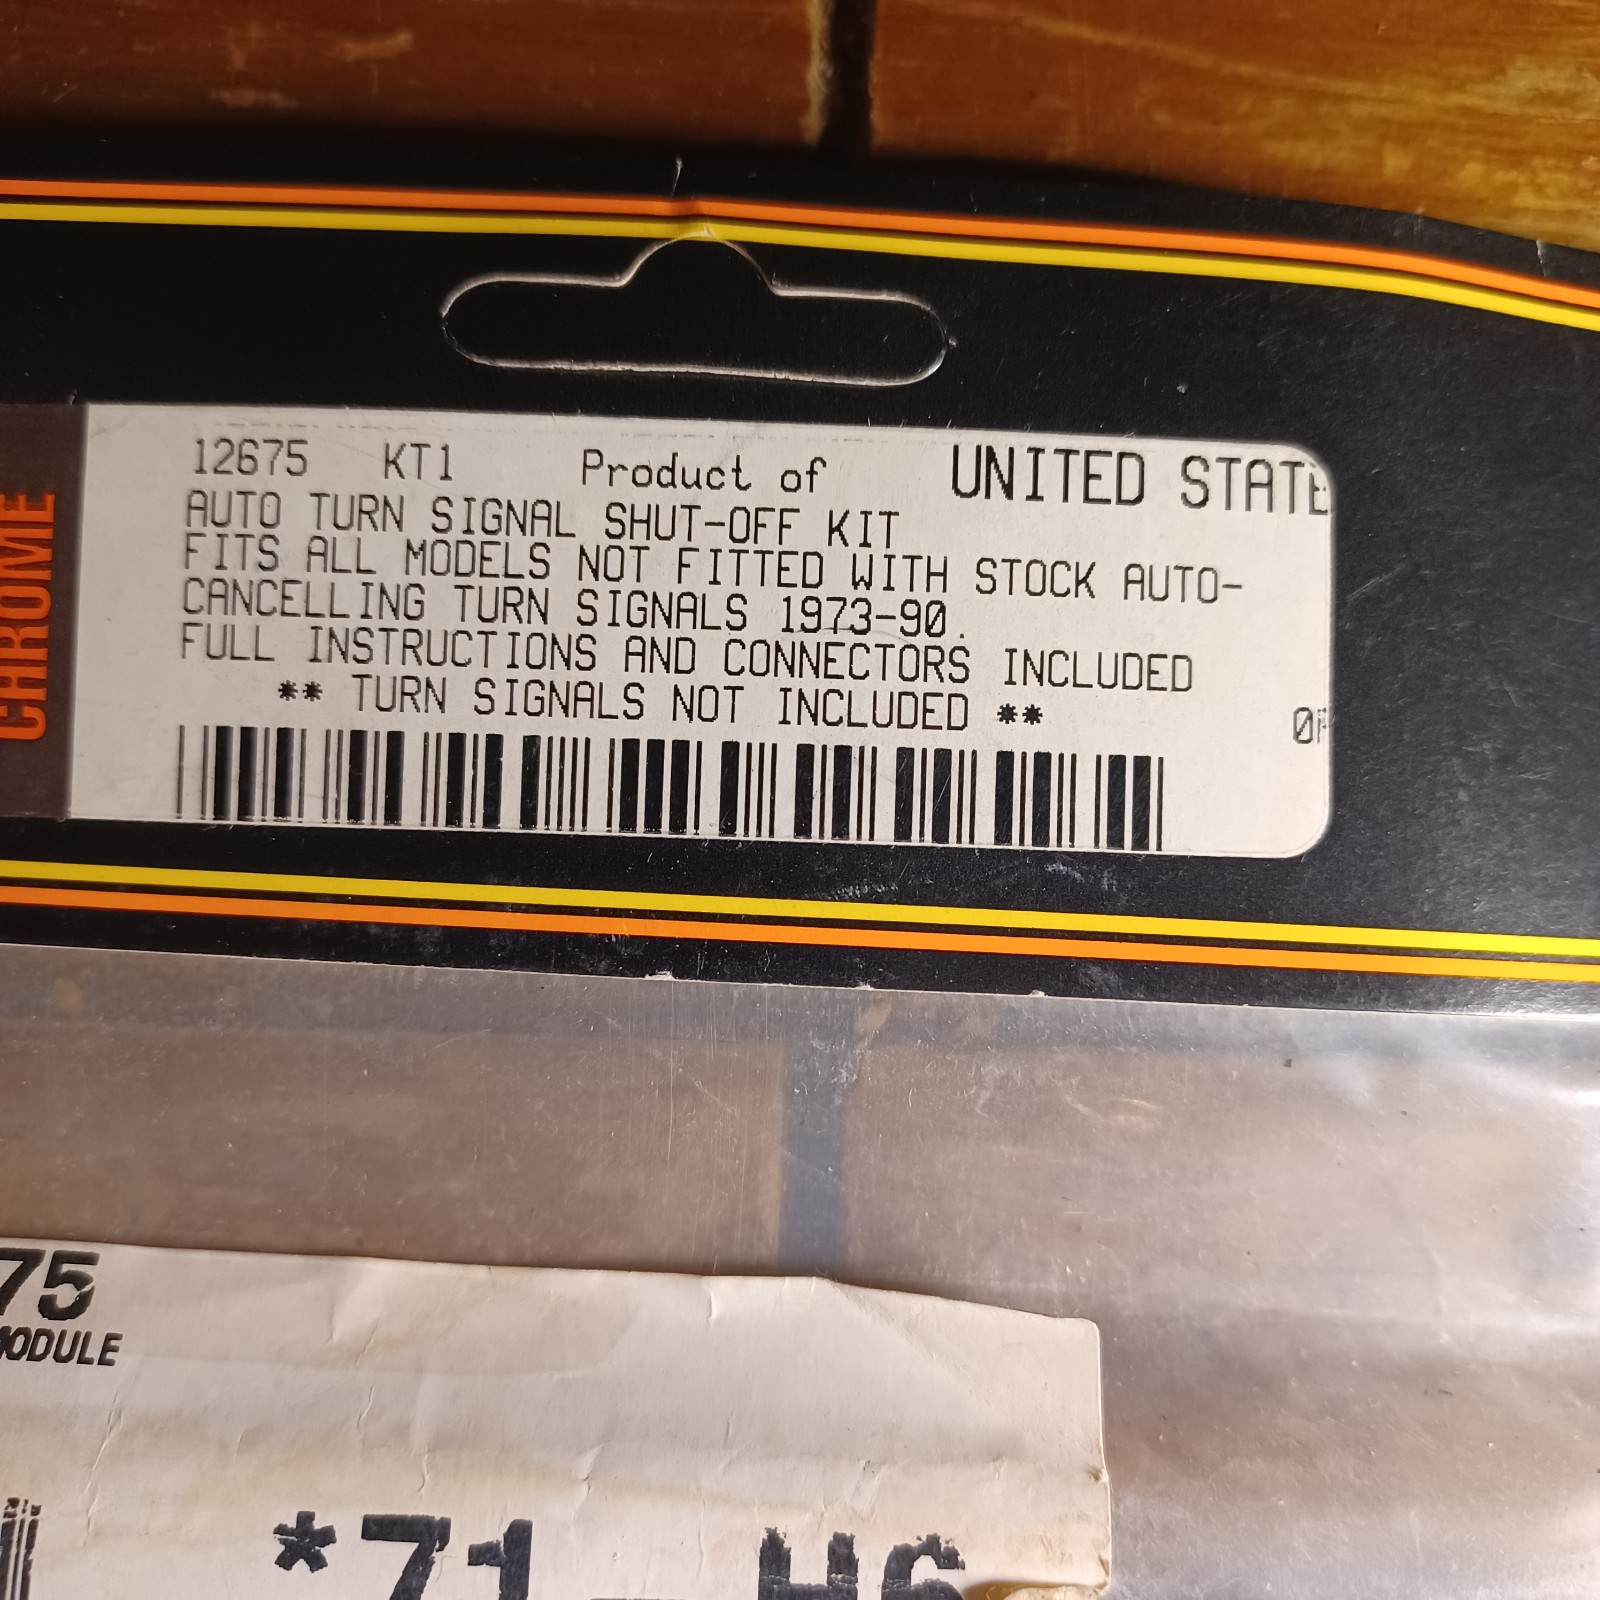 CHROME
12675 KT1 Product of UNITED STATE
AUTO TURN SIGNAL SHUT-OFF KIT
FITS ALL MODELS NOT FITTED WITH STOCK AUTO-
CANCELLING TURN SIGNALS 1973-90.
FULL INSTRUCTIONS AND CONNECTORS INCLUDED
** TURN SIGNALS NOT INCLUDED **
75
MODULE
*71 H6